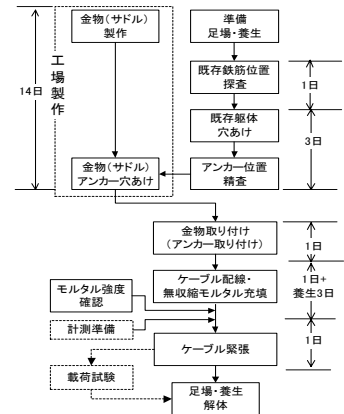 金物(サドル)
製作
準備
足場・養生
工場製作
14日
既存鉄筋位置
探査
1日
既存躯体
穴あけ
3日
金物(サドル)
アンカー穴あけ
アンカー位置
精査
金物取り付け
(アンカー取り付け)
1日
モルタル強度
確認
ケーブル配線・
無収縮モルタル充填
1日+
養生3日
計測準備
ケーブル緊張
1日
載荷試験
足場・養生
解体